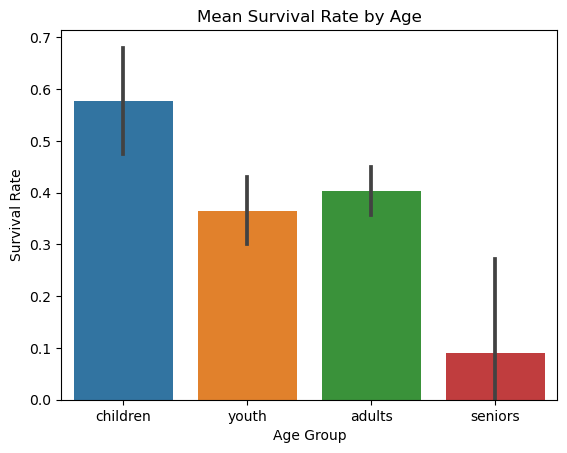 Mean Survival Rate by Age
Survival Rate
0.7
0.6
0.5
0.4
0.3
0.2
0.1
0.0
children youth adults seniors
Age Group